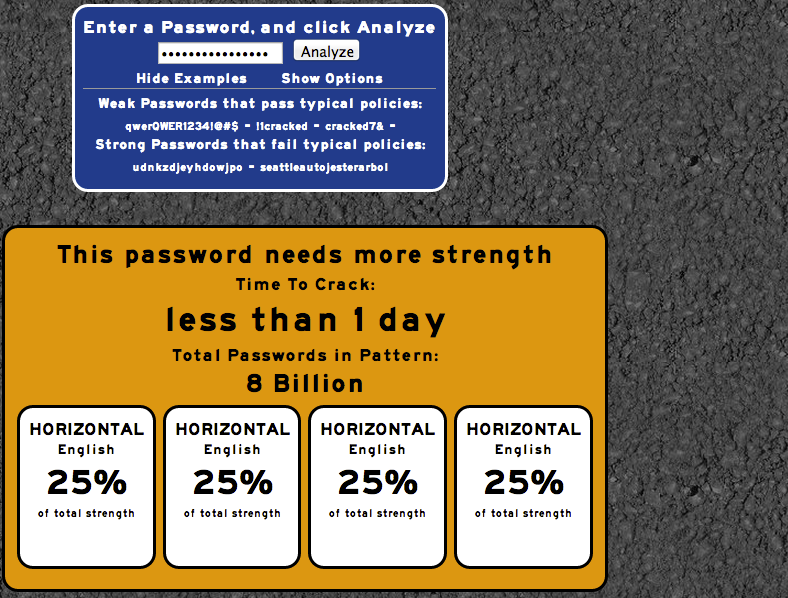 Enter a Password, and click Analyze
•••••••••••••••• Analyze
Hide Examples Show Options
Weak Passwords that pass typical policies:
qwerQWER1234!@#$ - !1cracked - cracked7& -
Strong Passwords that fail typical policies:
udnkzdjeyhdowjpo - seattleautojesterarbol
This password needs more strength
Time To Crack:
less than 1 day
Total Passwords in Pattern:
8 Billion
HORIZONTAL HORIZONTAL HORIZONTAL HORIZONTAL
English English English English
25% 25% 25% 25%
of total strength of total strength of total strength of total strength